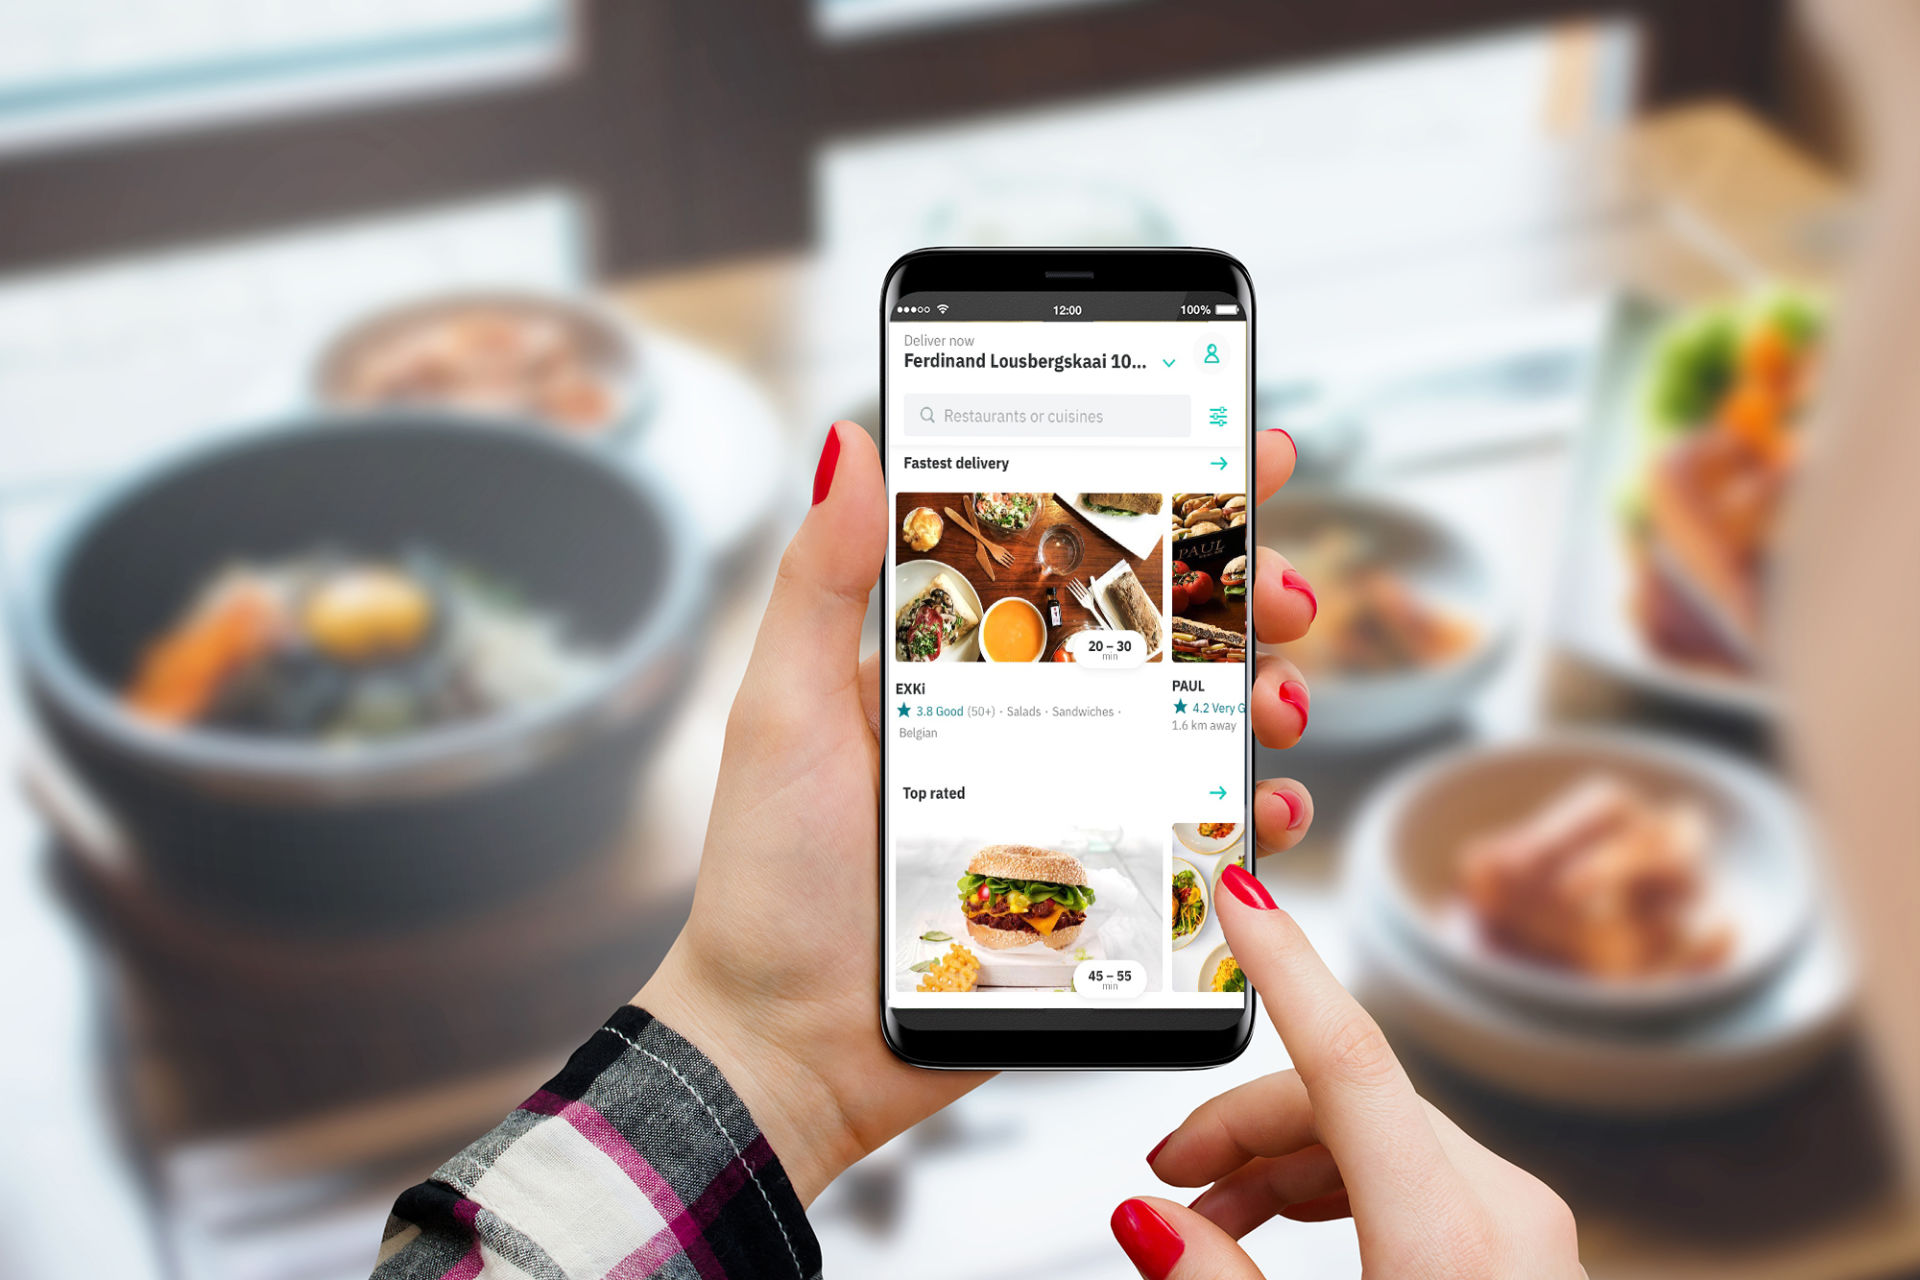 12:00
100%
Deliver now
Ferdinand Lousbergskaai 10...
Restaurants or cuisines
Fastest delivery
PAUL
20 – 30
min
EXKi
3.8 Good (50+) · Salads · Sandwiches ·
Belgian
PAUL
4.2 Very G
1.6 km away
Top rated
45 – 55
min